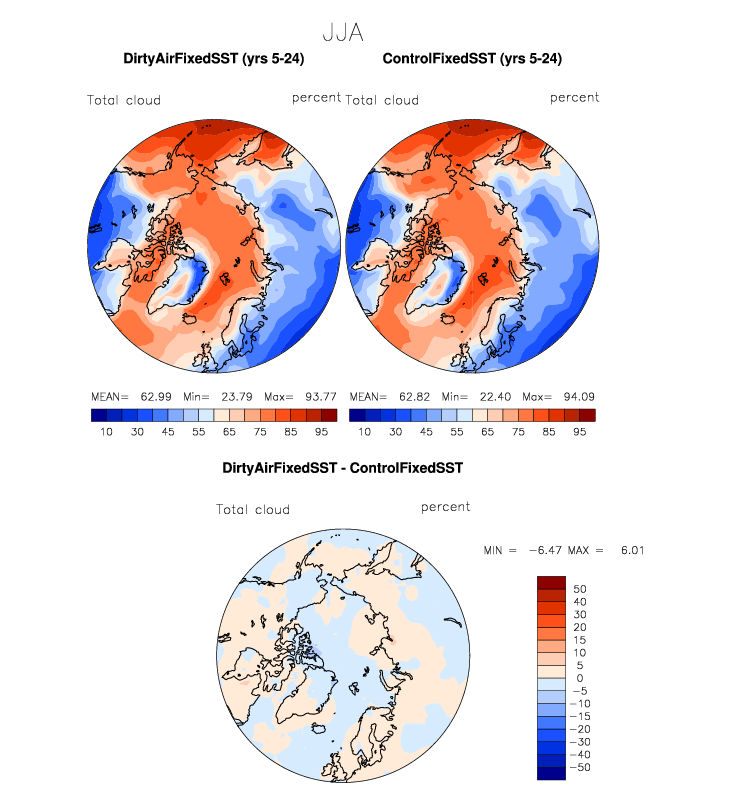 JJA
DirtyAirFixedSST (yrs 5-24) ControlFixedSST (yrs 5-24)
Total cloud percent Total cloud percent
MEAN= 62.99 Min= 23.79 Max= 93.77 MEAN= 62.82 Min= 22.40 Max= 94.09
10 30 45 55 65 75 85 95 10 30 45 55 65 75 85 95
DirtyAirFixedSST - ControlFixedSST
Total cloud percent
MIN = -6.47 MAX = 6.01
50
40
30
20
15
10
5
0
-5
-10
-15
-20
-30
-40
-50